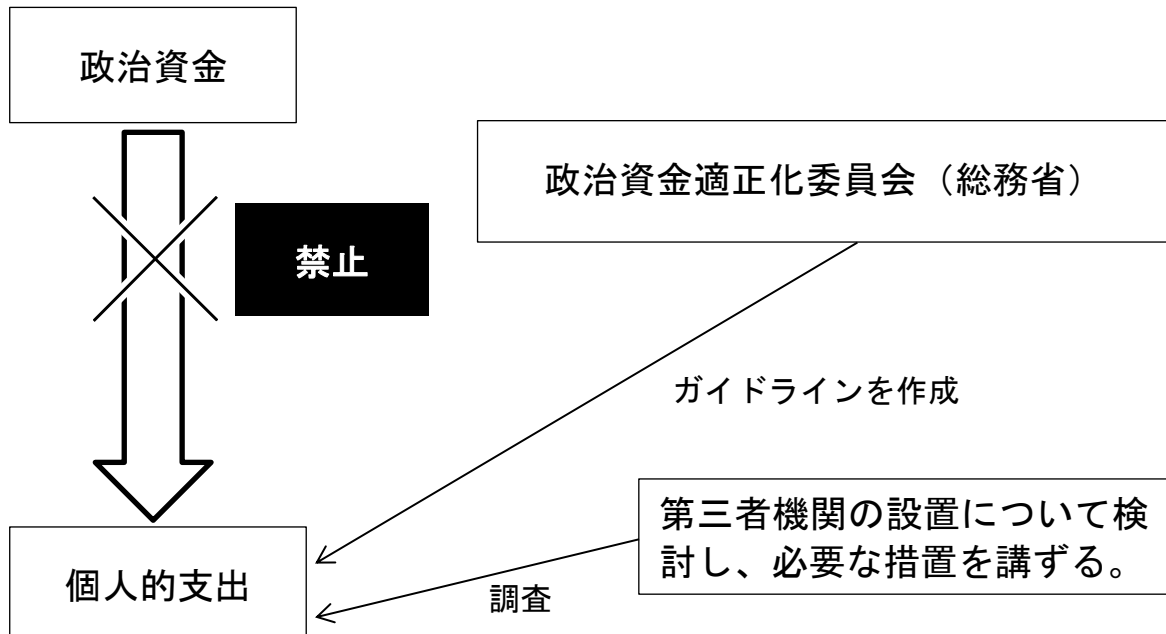 政治資金
政治資金適正化委員会（総務省）
禁止
ガイドラインを作成
第三者機関の設置について検
討し、必要な措置を講ずる。
個人的支出
調査